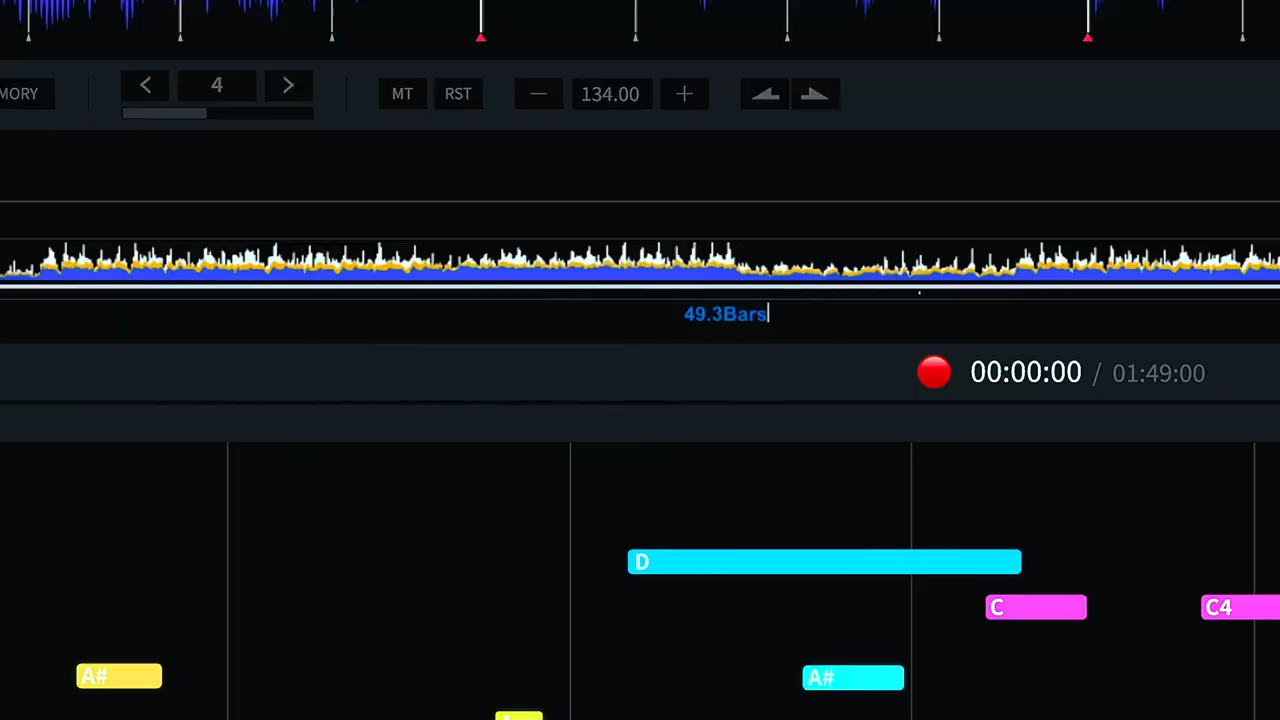 MORY
4
MT RST 134.00
49.3Bars
00:00:00 / 01:49:00
D
C C4
A# A#